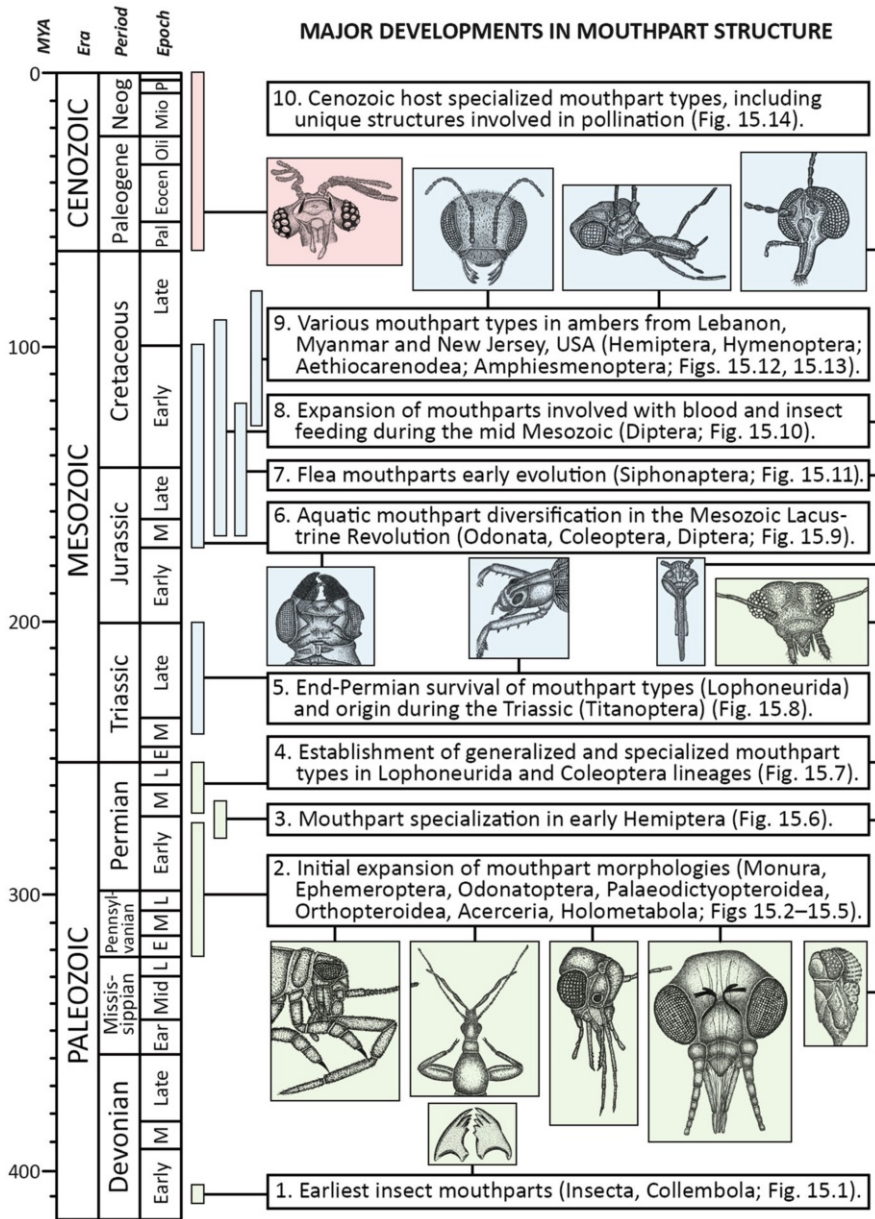 MYA
Era
Period
Epoch
MAJOR DEVELOPMENTS IN MOUTHPART STRUCTURE
0
100
200
300
400
CENOZOIC
MESOZOIC
PALEOZOIC
Neog
Paleogene
Cretaceous
Jurassic
Triassic
Permian
Pennsyl-
vanian
Missis-
sippian
Devonian
P
Mio
Oli
Eocen
Pal
Late
Early
Late
M
Early
Late
M
E
L
M
Early
L
M
E
L
Mid
Ear
Late
M
Early
10. Cenozoic host specialized mouthpart types, including
unique structures involved in pollination (Fig. 15.14).
9. Various mouthpart types in ambers from Lebanon,
Myanmar and New Jersey, USA (Hemiptera, Hymenoptera;
Aethiocarenodea; Amphiesmenoptera; Figs. 15.12, 15.13).
8. Expansion of mouthparts involved with blood and insect
feeding during the mid Mesozoic (Diptera; Fig. 15.10).
7. Flea mouthparts early evolution (Siphonaptera; Fig. 15.11).
6. Aquatic mouthpart diversification in the Mesozoic Lacus-
trine Revolution (Odonata, Coleoptera, Diptera; Fig. 15.9).
5. End-Permian survival of mouthpart types (Lophoneurida)
and origin during the Triassic (Titanoptera) (Fig. 15.8).
4. Establishment of generalized and specialized mouthpart
types in Lophoneurida and Coleoptera lineages (Fig. 15.7).
3. Mouthpart specialization in early Hemiptera (Fig. 15.6).
2. Initial expansion of mouthpart morphologies (Monura,
Ephemeroptera, Odonatoptera, Palaeodictyopteroidea,
Orthopteroidea, Acerceria, Holometabola; Figs 15.2–15.5).
1. Earliest insect mouthparts (Insecta, Collembola; Fig. 15.1).